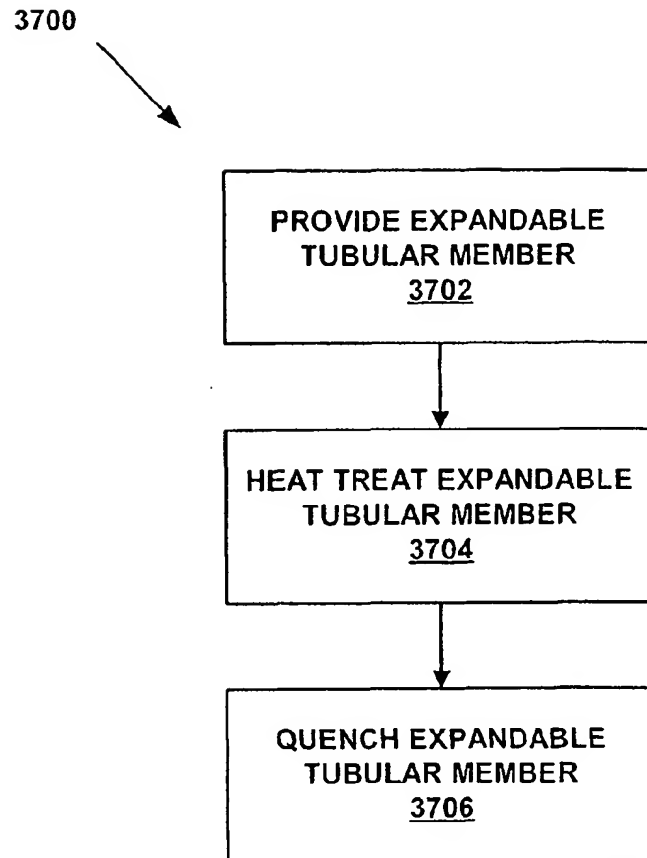 3700
PROVIDE EXPANDABLE
TUBULAR MEMBER
3702
HEAT TREAT EXPANDABLE
TUBULAR MEMBER
3704
QUENCH EXPANDABLE
TUBULAR MEMBER
3706